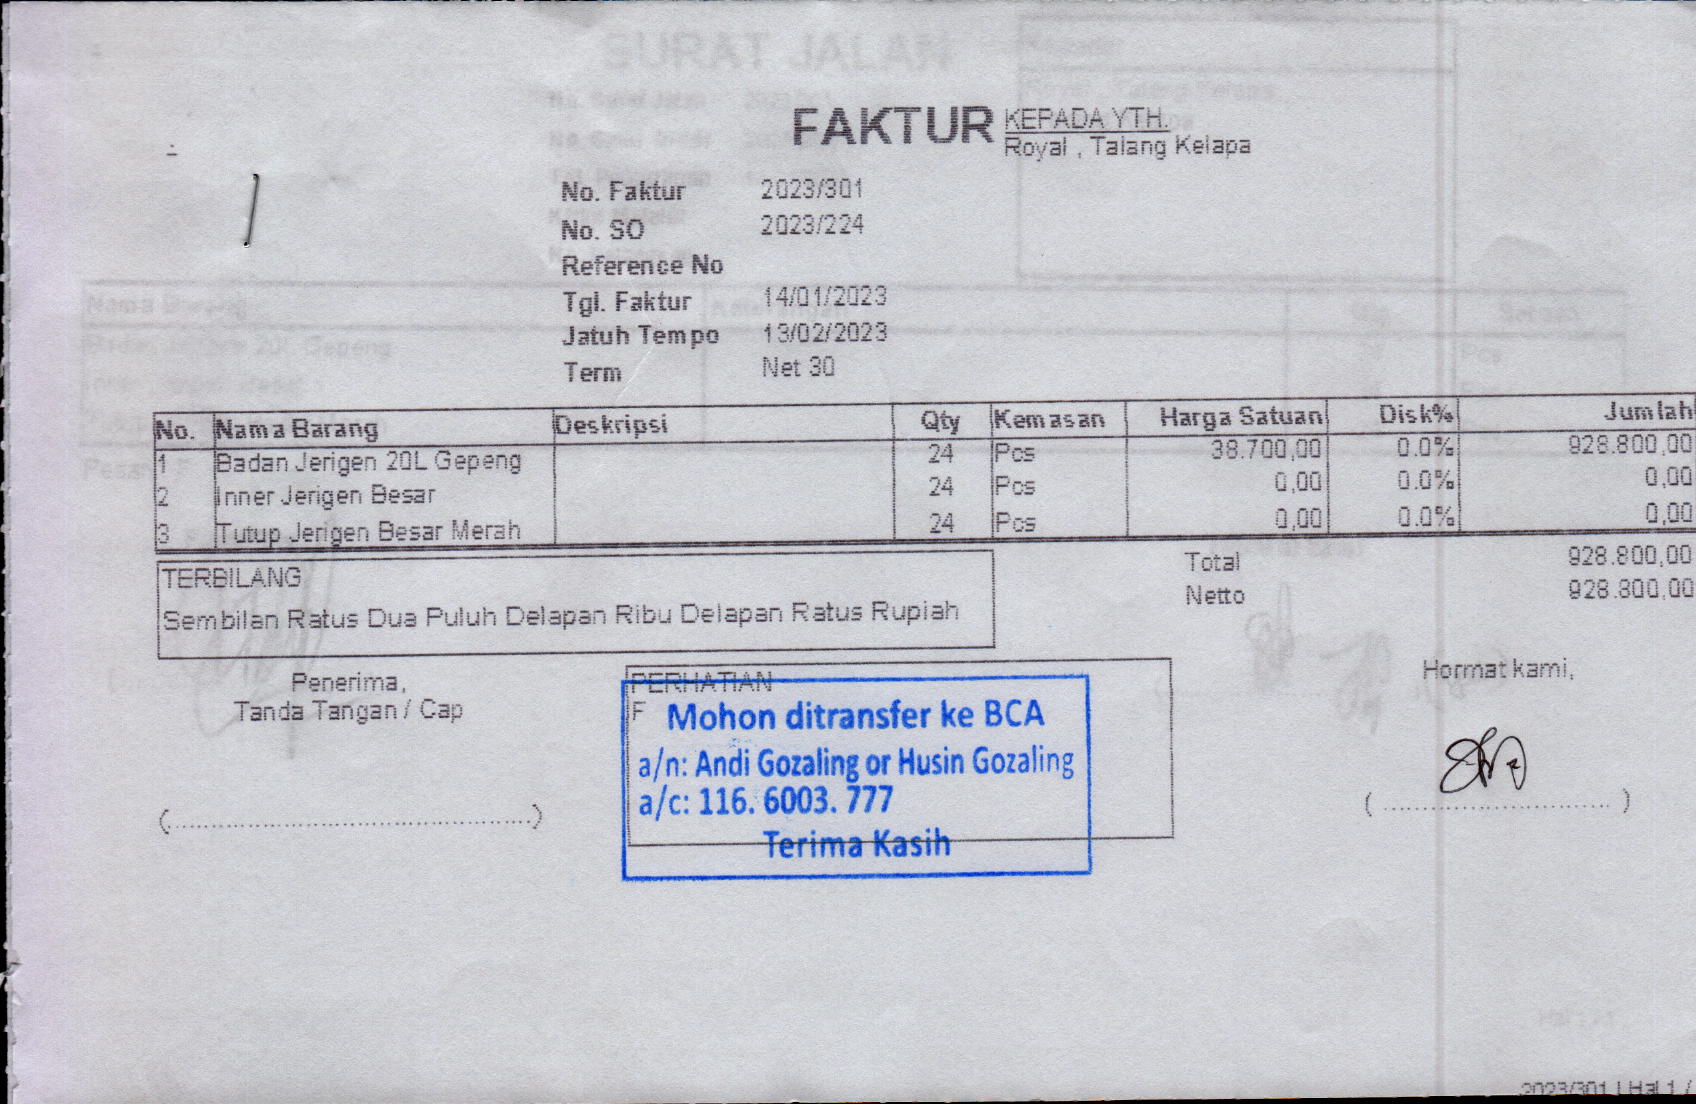 FAKTUR
KEPADA YTH.
Royal , Talang Kelapa
No. Faktur 2023/301
No. SO 2023/224
Reference No
Tgl. Faktur 14/01/2023
Jatuh Tempo 13/02/2023
Term Net 30
No. Nama Barang Deskripsi Qty Kemasan Harga Satuan Disk% Jumlah
1 Badan Jerigen 20L Gepeng 24 Pcs 38.700,00 0.0% 928.800,00
2 Inner Jerigen Besar 24 Pcs 0,00 0.0% 0,00
3 Tutup Jerigen Besar Merah 24 Pcs 0,00 0.0% 0,00
Total 928.800,00
Netto 928.800,00
TERBILANG
Sembilan Ratus Dua Puluh Delapan Ribu Delapan Ratus Rupiah
Penerima,
Tanda Tangan / Cap
(..................................................)
PERHATIAN
F
Mohon ditransfer ke BCA
a/n: Andi Gozaling or Husin Gozaling
a/c: 116. 6003. 777
Terima Kasih
Hormat kami,
( ................................ )
2023/301 | Hal 1 /
SURAT JALAN